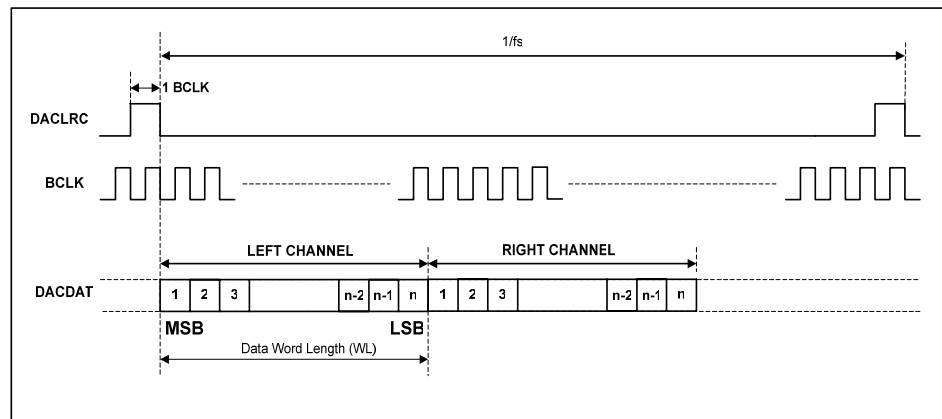 1/fs
1 BCLK
DACLRC
BCLK
LEFT CHANNEL RIGHT CHANNEL
DACDAT 1 2 3 n-2 n-1 n 1 2 3 n-2 n-1 n
MSB LSB
Data Word Length (WL)